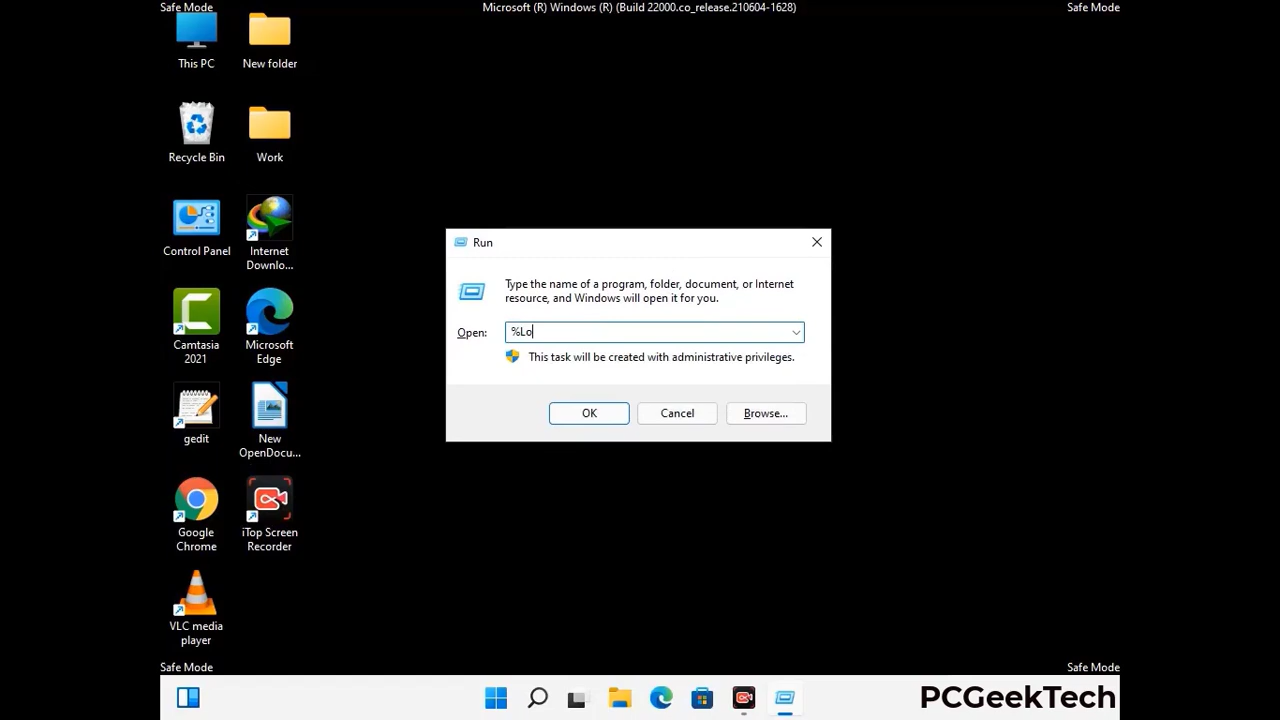 Safe Mode
Microsoft (R) Windows (R) (Build 22000.co_release.210604-1628)
Safe Mode
This PC
New folder
Recycle Bin
Work
Control Panel
Internet
Downlo...
Camtasia
2021
Microsoft
Edge
gedit
New
OpenDocu...
Google
Chrome
iTop Screen
Recorder
VLC media
player
Run
Type the name of a program, folder, document, or Internet
resource, and Windows will open it for you.
Open:
%Lo
This task will be created with administrative privileges.
OK
Cancel
Browse...
Safe Mode
Safe Mode
PCGeekTech